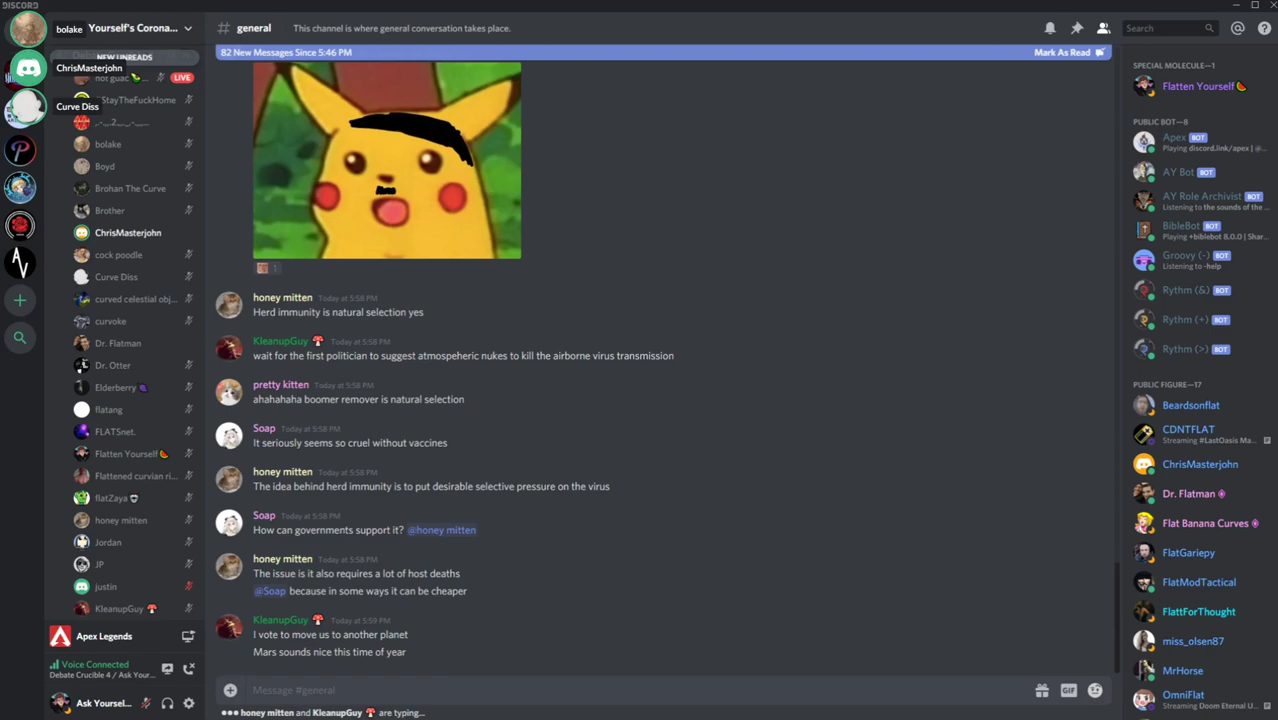 DISCORD
bolake
Yourself's Corona...
ChrisMasterjohn
Curve Diss
NEW UNREADS
hot guac
LIVE
#StayTheFuckHome
bolake
Boyd
Brohan The Curve
Brother
ChrisMasterjohn
cock poodle
Curve Diss
curved celestial obj...
curvoke
Dr. Flatman
Dr. Otter
Elderberry
flatang
FLATSnet.
Flatten Yourself
Flattened curvian ri...
flatZaya
honey mitten
Jordan
JP
justin
KleanupGuy
Apex Legends
Voice Connected
Debate Crucible 4 / Ask Your...
Ask Yoursel...
# general
This channel is where general conversation takes place.
Search
82 New Messages Since 5:46 PM
Mark As Read
1
honey mitten Today at 5:58 PM
Herd immunity is natural selection yes
KleanupGuy Today at 5:58 PM
wait for the first politician to suggest atmospeheric nukes to kill the airborne virus transmission
pretty kitten Today at 5:58 PM
ahahahaha boomer remover is natural selection
Soap Today at 5:58 PM
It seriously seems so cruel without vaccines
honey mitten Today at 5:58 PM
The idea behind herd immunity is to put desirable selective pressure on the virus
Soap Today at 5:58 PM
How can governments support it? @honey mitten
honey mitten Today at 5:58 PM
The issue is it also requires a lot of host deaths
@Soap because in some ways it can be cheaper
KleanupGuy Today at 5:59 PM
I vote to move us to another planet
Mars sounds nice this time of year
Message #general
GIF
honey mitten and KleanupGuy are typing...
SPECIAL MOLECULE—1
Flatten Yourself
PUBLIC BOT—8
Apex BOT
Playing discord.link/apex | @...
AY Bot BOT
AY Role Archivist BOT
Listening to the sounds of the...
BibleBot BOT
Playing +biblebot 8.0.0 | Shar...
Groovy (-) BOT
Listening to -help
Rythm (&) BOT
Rythm (+) BOT
Rythm (>) BOT
PUBLIC FIGURE—17
Beardsonflat
CDNTFLAT
Streaming #LastOasis Ma...
ChrisMasterjohn
Dr. Flatman
Flat Banana Curves
FlatGariepy
FlatModTactical
FlattForThought
miss_olsen87
MrHorse
OmniFlat
Streaming Doom Eternal U...